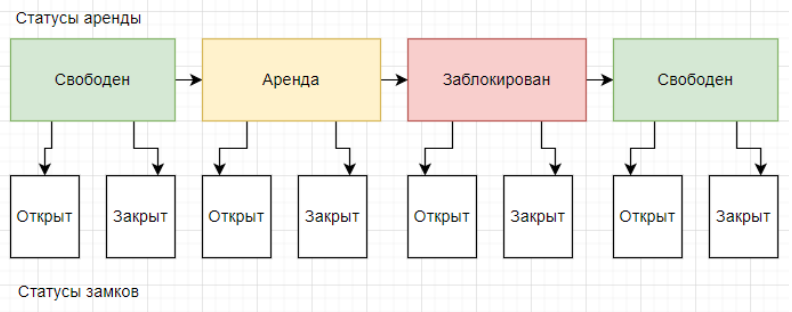 Статусы аренды
Свободен
Аренда
Заблокирован
Свободен
Открыт
Закрыт
Открыт
Закрыт
Открыт
Закрыт
Открыт
Закрыт
Статусы замков